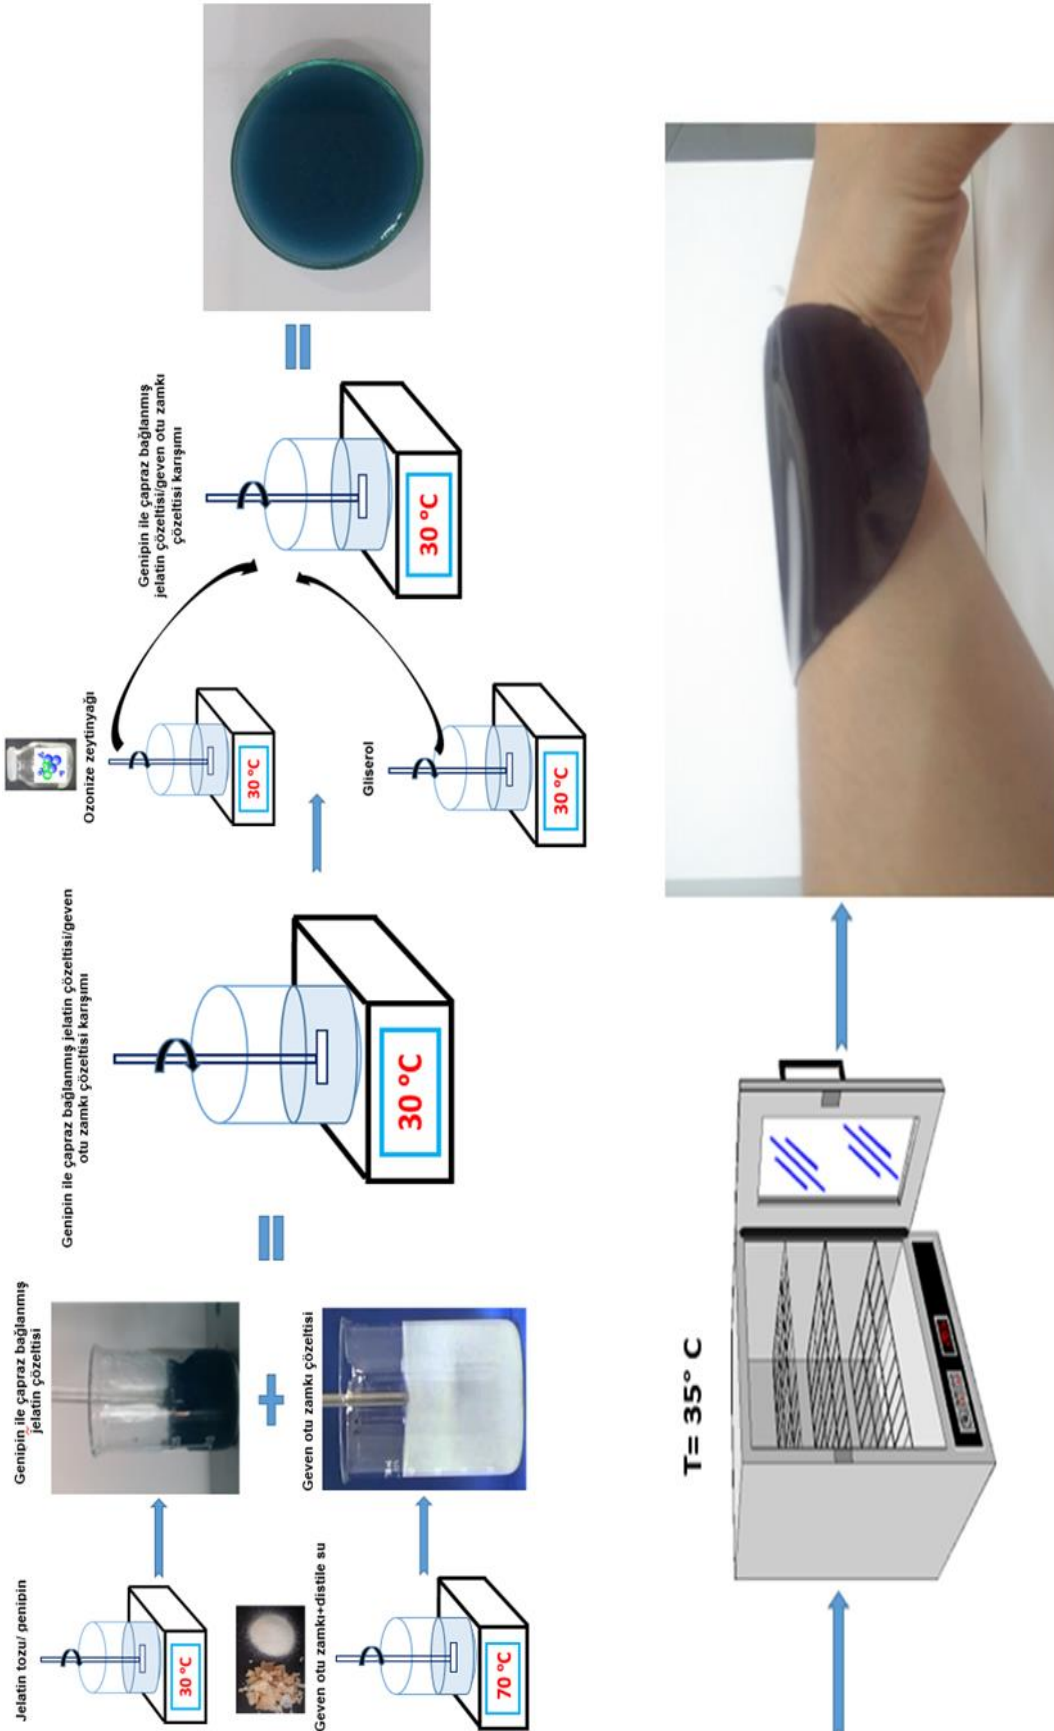 Jelatin tozu/ genipin
30 °C
Geven otu zamkı+distile su
70 °C
Genipin ile çapraz bağlanmış
jelatin çözeltisi
Geven otu zamkı çözeltisi
Genipin ile çapraz bağlanmış jelatin çözeltisi/geven
otu zamkı çözeltisi karışımı
30 °C
Ozonize zeytinyağı
30 °C
Gliserol
30 °C
Genipin ile çapraz bağlanmış
jelatin çözeltisi/geven otu zamkı
çözeltisi karışımı
30 °C
T= 35° C